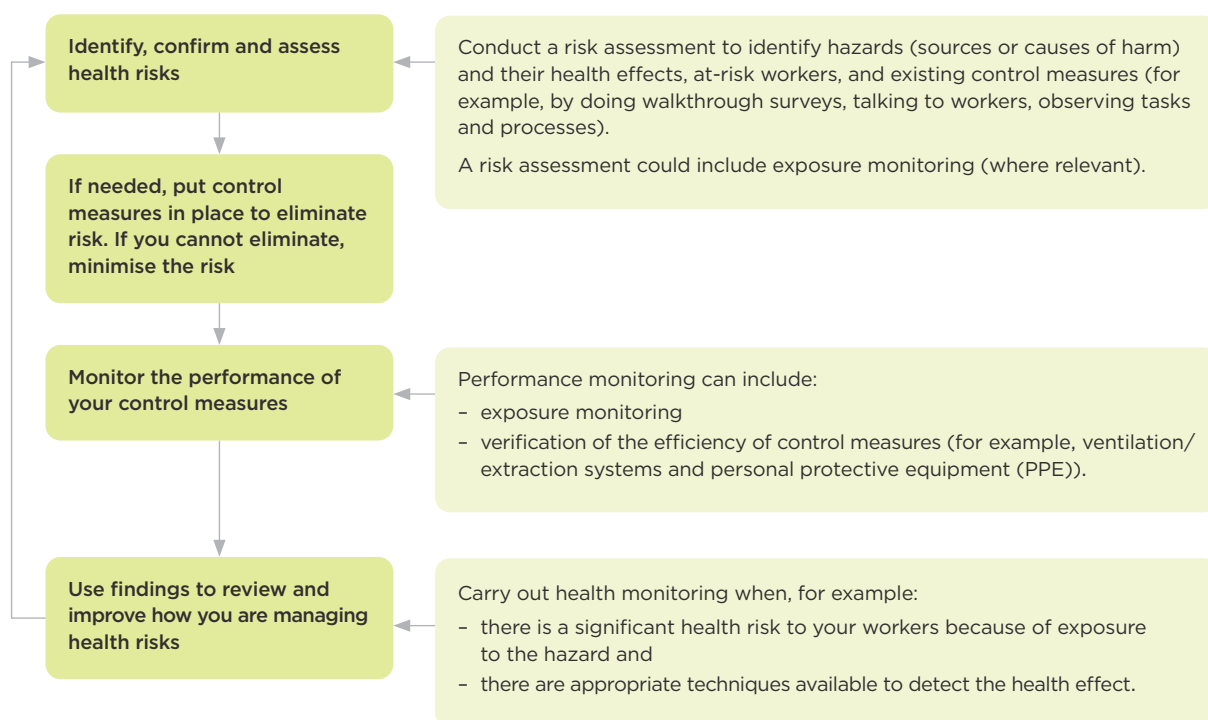 Identify, confirm and assess
health risks
Conduct a risk assessment to identify hazards (sources or causes of harm)
and their health effects, at-risk workers, and existing control measures (for
example, by doing walkthrough surveys, talking to workers, observing tasks
and processes).
A risk assessment could include exposure monitoring (where relevant).
If needed, put control
measures in place to eliminate
risk. If you cannot eliminate,
minimise the risk
Monitor the performance of
your control measures
Performance monitoring can include:
– exposure monitoring
– verification of the efficiency of control measures (for example, ventilation/
extraction systems and personal protective equipment (PPE)).
Use findings to review and
improve how you are managing
health risks
Carry out health monitoring when, for example:
– there is a significant health risk to your workers because of exposure
to the hazard and
– there are appropriate techniques available to detect the health effect.